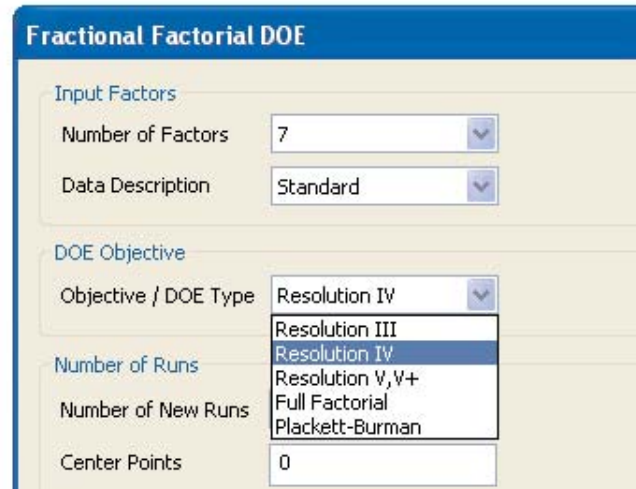 Fractional Factorial DOE
Input Factors
Number of Factors 7
Data Description Standard
DOE Objective
Objective / DOE Type Resolution IV
Resolution III
Resolution IV
Resolution V,V+
Full Factorial
Plackett-Burman
Number of Runs
Number of New Runs
Center Points 0